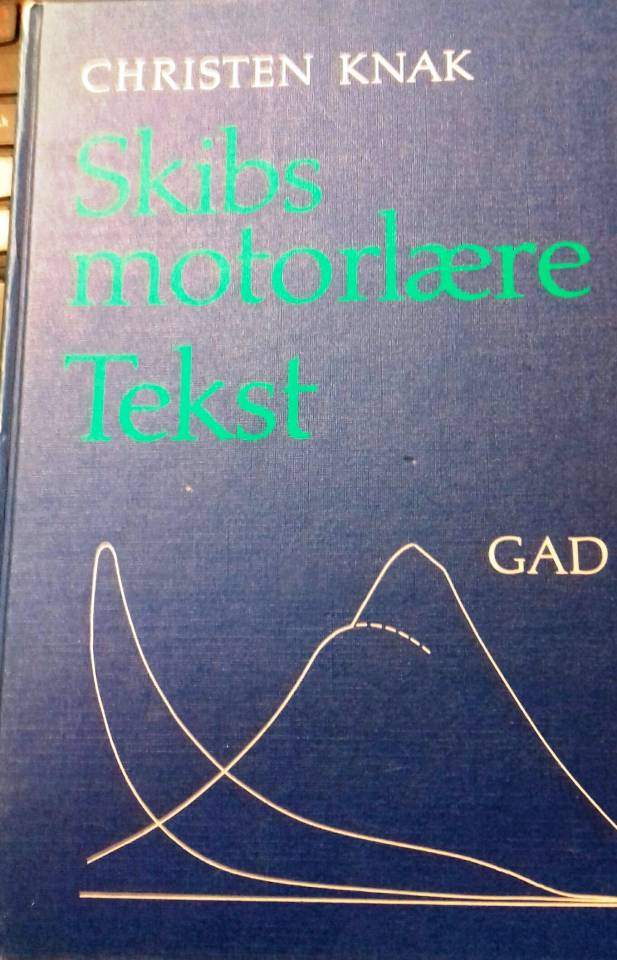 CHRISTEN KNAK
Skibs
motorlære
Tekst
GAD